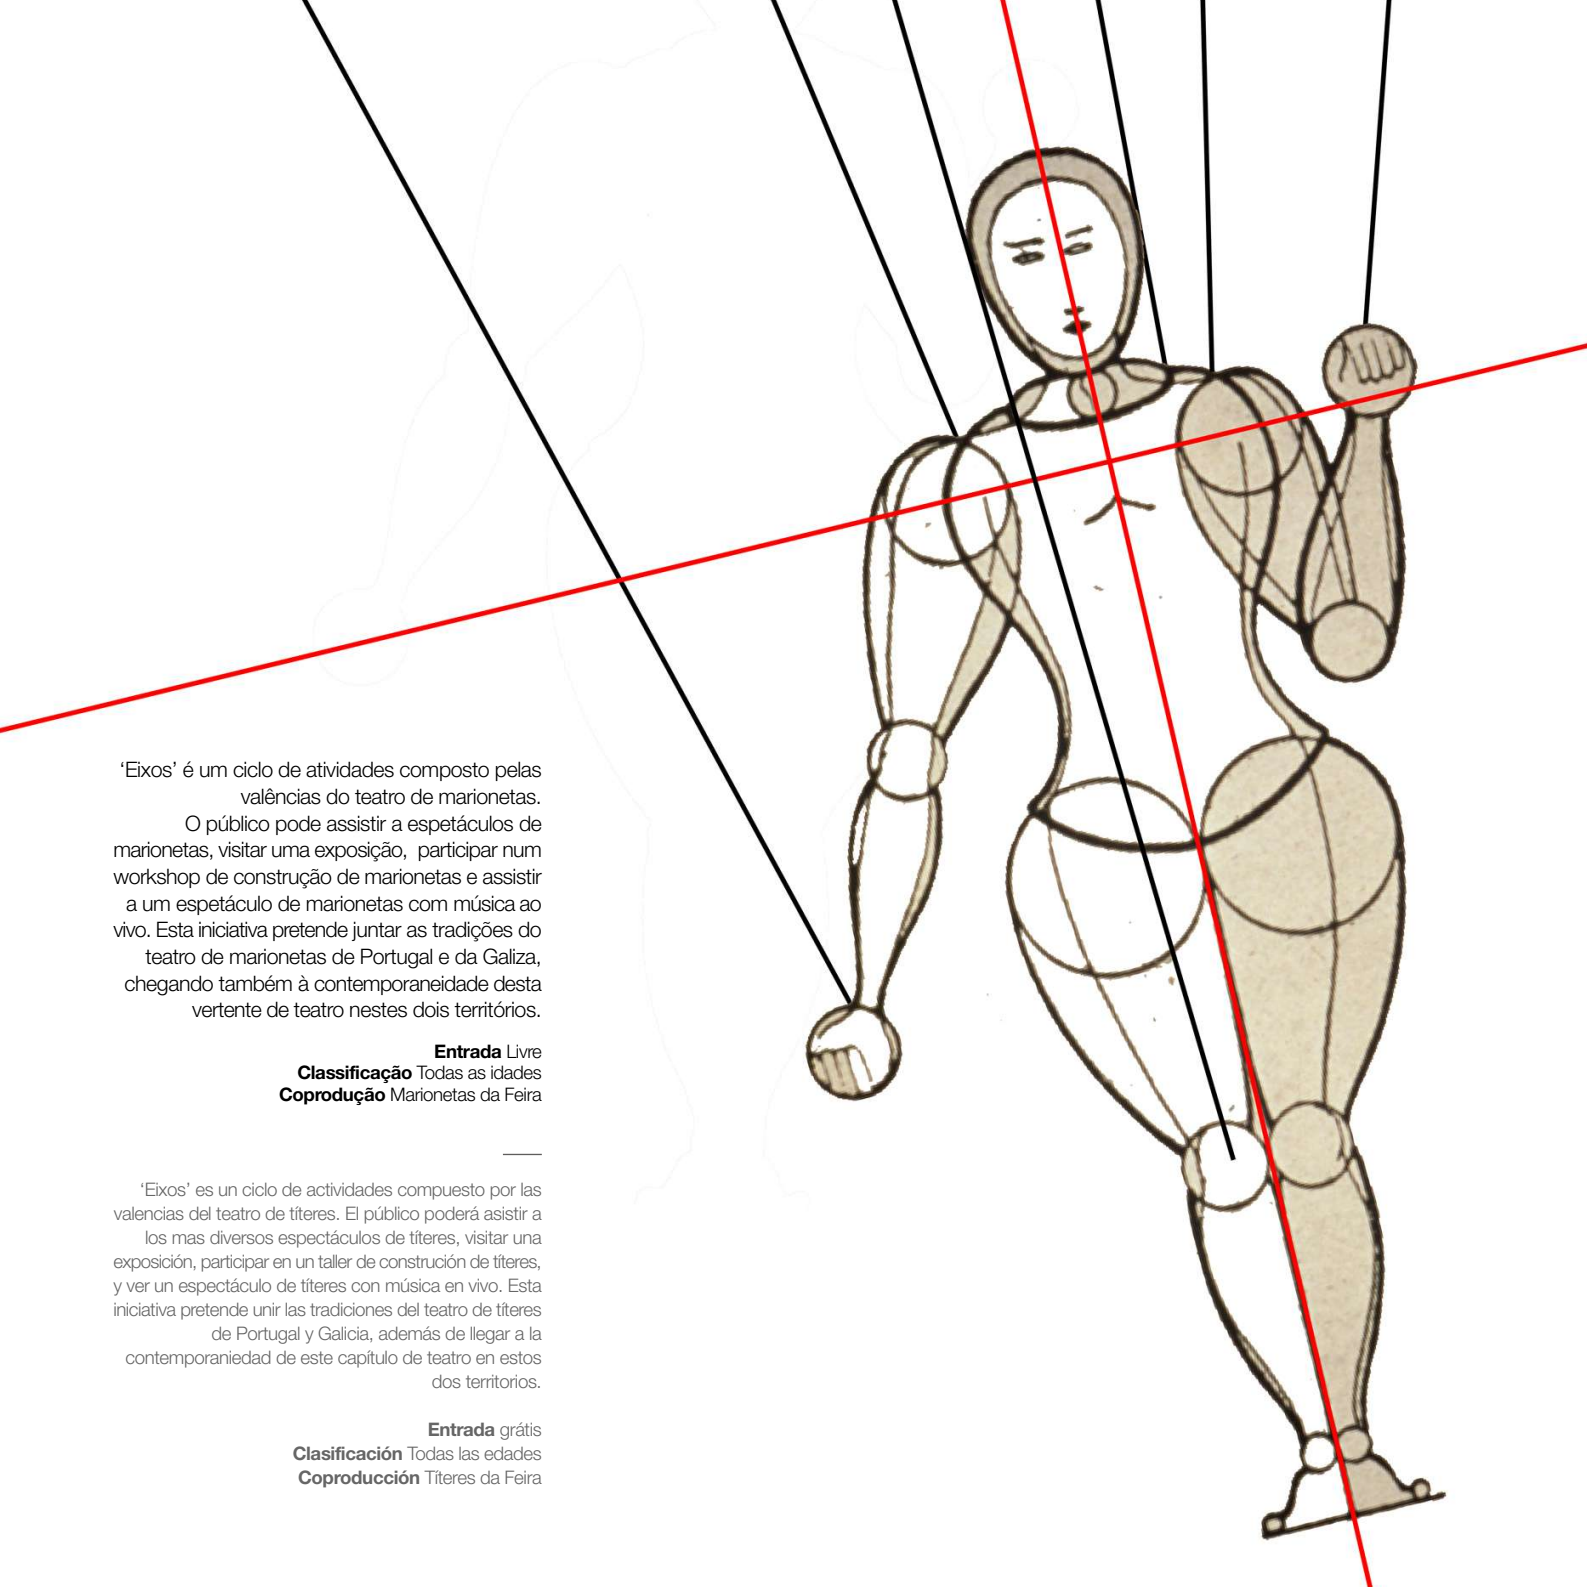 ‘Eixos’ é um ciclo de atividades composto pelas
valências do teatro de marionetas.
O público pode assistir a espetáculos de
marionetas, visitar uma exposição,  participar num
workshop de construção de marionetas e assistir
a um espetáculo de marionetas com música ao
vivo. Esta iniciativa pretende juntar as tradições do
teatro de marionetas de Portugal e da Galiza,
chegando também à contemporaneidade desta
vertente de teatro nestes dois territórios.
Entrada Livre
Classificação Todas as idades
Coprodução Marionetas da Feira
‘Eixos’ es un ciclo de actividades compuesto por las
valencias del teatro de títeres. El público poderá asistir a
los mas diversos espectáculos de títeres, visitar una
exposición, participar en un taller de construción de títeres,
y ver un espectáculo de títeres con música en vivo. Esta
iniciativa pretende unir las tradiciones del teatro de títeres
de Portugal y Galicia, además de llegar a la
contemporaniedad de este capítulo de teatro en estos
dos territorios.
Entrada grátis
Clasificación Todas las edades
Coproducción Títeres da Feira